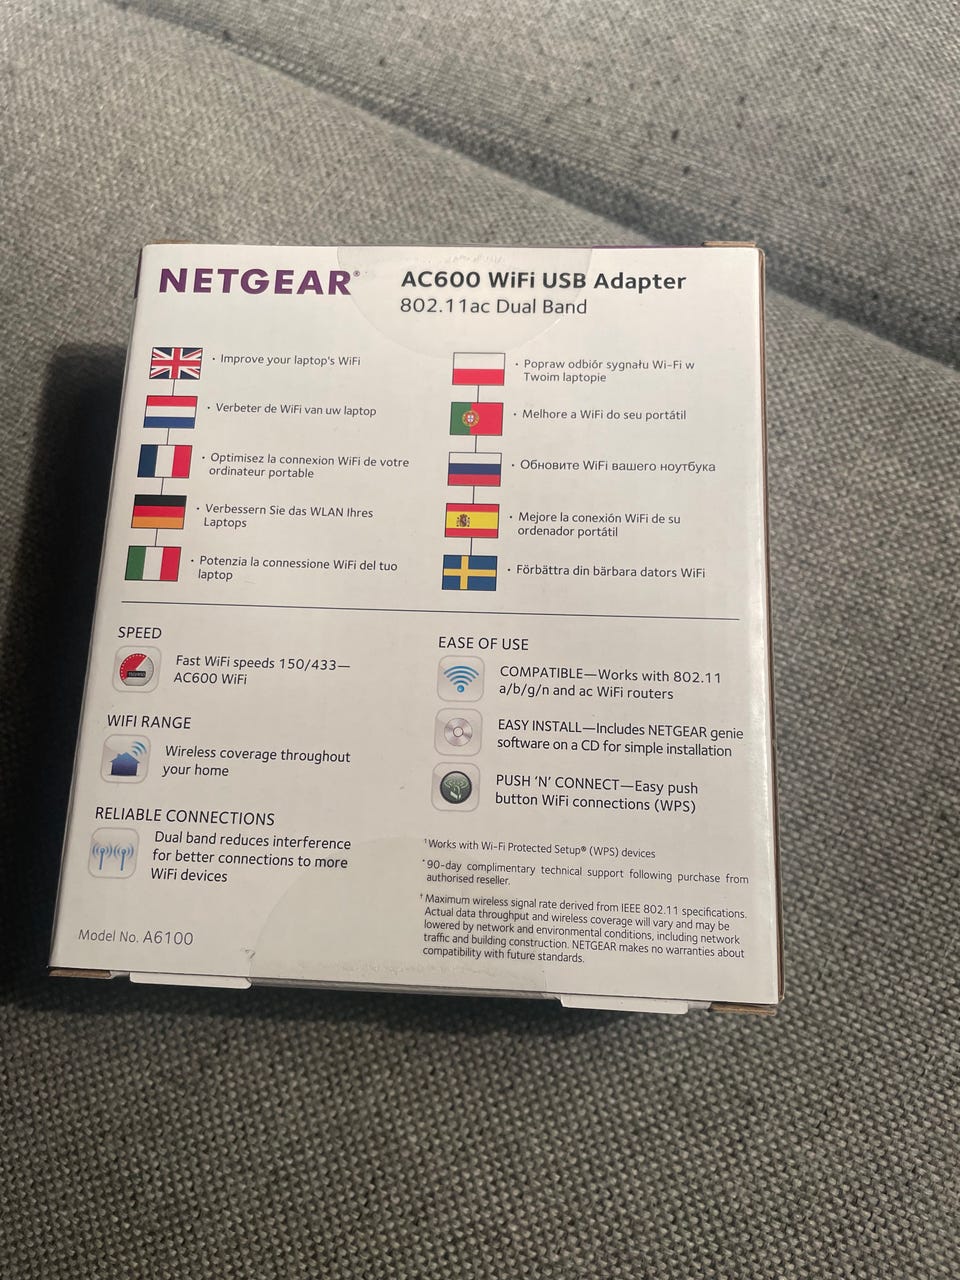 NETGEAR®
AC600 WiFi USB Adapter
802.11ac Dual Band
· Improve your laptop's WiFi
· Verbeter de WiFi van uw laptop
· Optimisez la connexion WiFi de votre
ordinateur portable
· Verbessern Sie das WLAN Ihres
Laptops
· Potenzia la connessione WiFi del tuo
laptop
· Popraw odbiór sygnału Wi-Fi w
Twoim laptopie
· Melhore a WiFi do seu portátil
· Обновите WiFi вашего ноутбука
· Mejore la conexión WiFi de su
ordenador portátil
· Förbättra din bärbara dators WiFi
SPEED
Fast WiFi speeds 150/433—
AC600 WiFi
WIFI RANGE
Wireless coverage throughout
your home
RELIABLE CONNECTIONS
Dual band reduces interference
for better connections to more
WiFi devices
Model No. A6100
EASE OF USE
COMPATIBLE—Works with 802.11
a/b/g/n and ac WiFi routers
EASY INSTALL—Includes NETGEAR genie
software on a CD for simple installation
PUSH 'N' CONNECT—Easy push
button WiFi connections (WPS)
¹Works with Wi-Fi Protected Setup® (WPS) devices
*90-day complimentary technical support following purchase from
authorised reseller.
† Maximum wireless signal rate derived from IEEE 802.11 specifications.
Actual data throughput and wireless coverage will vary and may be
lowered by network and environmental conditions, including network
traffic and building construction. NETGEAR makes no warranties about
compatibility with future standards.